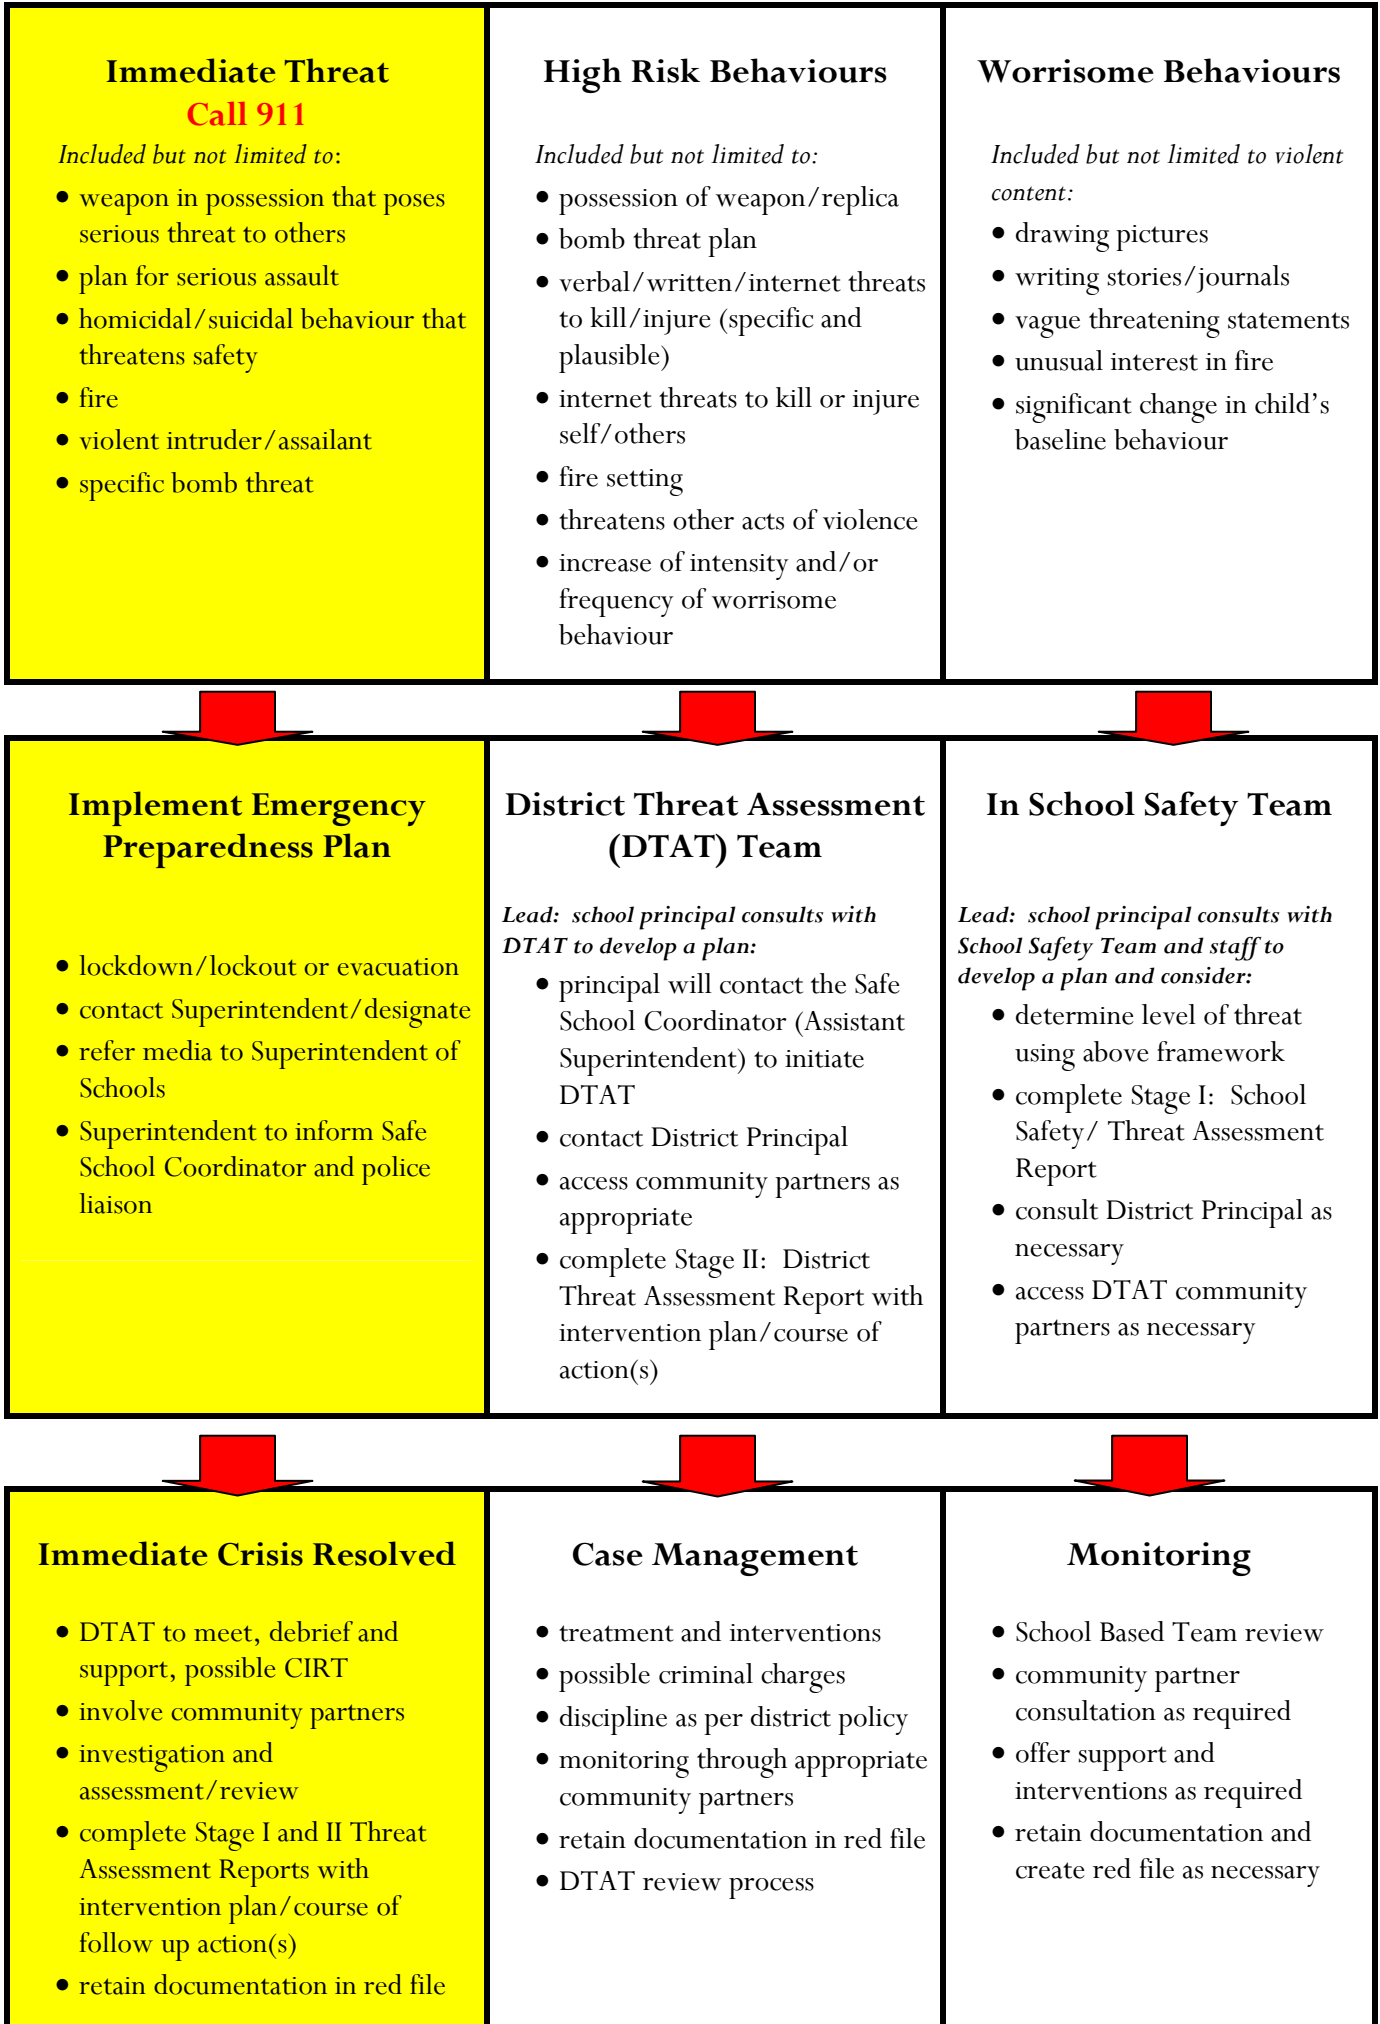 Immediate Threat
Call 911
Included but not limited to:
• weapon in possession that poses
serious threat to others
• plan for serious assault
• homicidal/suicidal behaviour that
threatens safety
• fire
• violent intruder/assailant
• specific bomb threat
High Risk Behaviours
Included but not limited to:
• possession of weapon/replica
• bomb threat plan
• verbal/written/internet threats
to kill/injure (specific and
plausible)
• internet threats to kill or injure
self/others
• fire setting
• threatens other acts of violence
• increase of intensity and/or
frequency of worrisome
behaviour
Worrisome Behaviours
Included but not limited to violent
content:
• drawing pictures
• writing stories/journals
• vague threatening statements
• unusual interest in fire
• significant change in child's
baseline behaviour
Implement Emergency
Preparedness Plan
• lockdown/lockout or evacuation
• contact Superintendent/designate
• refer media to Superintendent of
Schools
• Superintendent to inform Safe
School Coordinator and police
liaison
District Threat Assessment
(DTAT) Team
Lead: school principal consults with
DTAT to develop a plan:
• principal will contact the Safe
School Coordinator (Assistant
Superintendent) to initiate
DTAT
• contact District Principal
• access community partners as
appropriate
• complete Stage II: District
Threat Assessment Report with
intervention plan/course of
action(s)
In School Safety Team
Lead: school principal consults with
School Safety Team and staff to
develop a plan and consider:
• determine level of threat
using above framework
• complete Stage I: School
Safety/ Threat Assessment
Report
• consult District Principal as
necessary
• access DTAT community
partners as necessary
Immediate Crisis Resolved
• DTAT to meet, debrief and
support, possible CIRT
• involve community partners
• investigation and
assessment/review
• complete Stage I and II Threat
Assessment Reports with
intervention plan/course of
follow up action(s)
• retain documentation in red file
Case Management
• treatment and interventions
• possible criminal charges
• discipline as per district policy
• monitoring through appropriate
community partners
• retain documentation in red file
• DTAT review process
Monitoring
• School Based Team review
• community partner
consultation as required
• offer support and
interventions as required
• retain documentation and
create red file as necessary